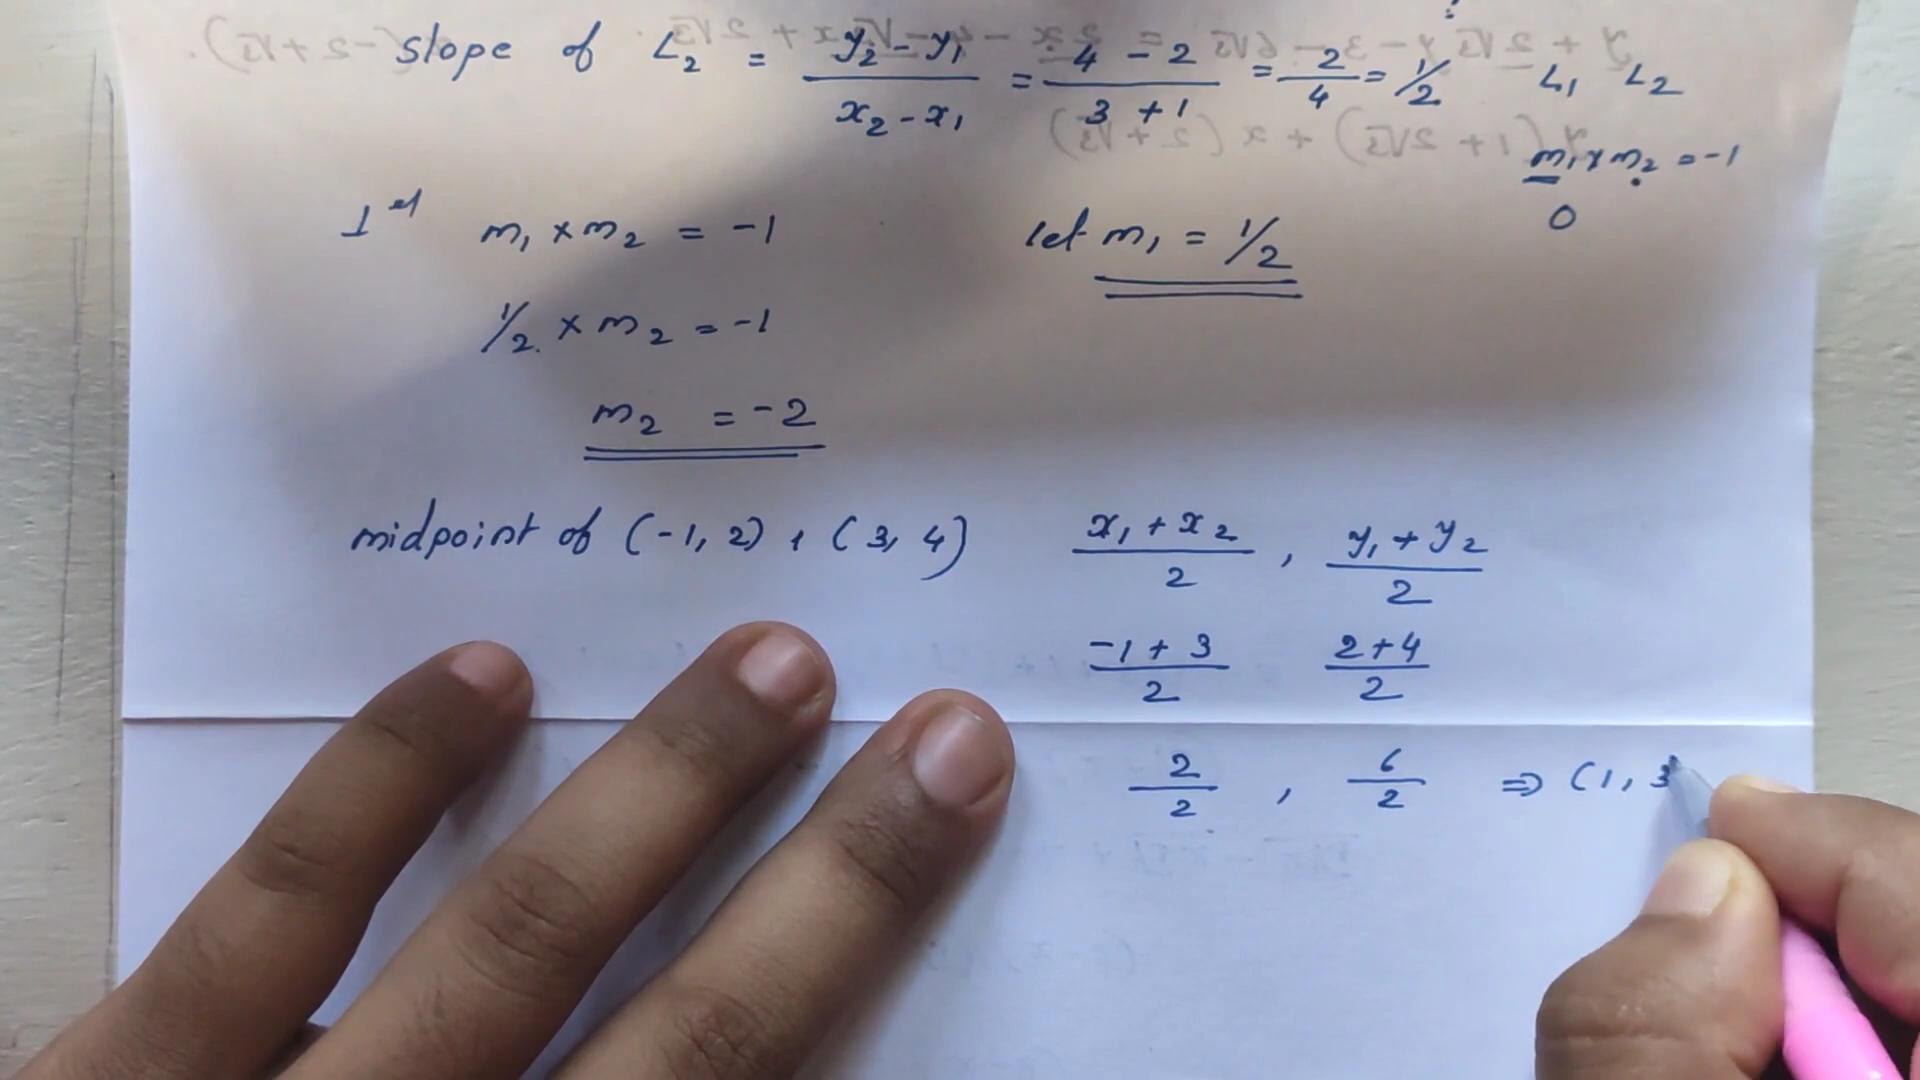 slope of L₂ = y₂ - y₁ / x₂ - x₁ = 4 - 2 / 3 + 1 = 2/4 = 1/2 L₁ L₂
m₁ x m₂ = -1
0
1st m₁ x m₂ = -1 let m₁ = 1/2
1/2 x m₂ = -1
m₂ = -2
midpoint of (-1, 2) , (3, 4) x₁ + x₂ / 2 , y₁ + y₂ / 2
-1 + 3 / 2 2 + 4 / 2
2/2 , 6/2 ⇒ (1, 3